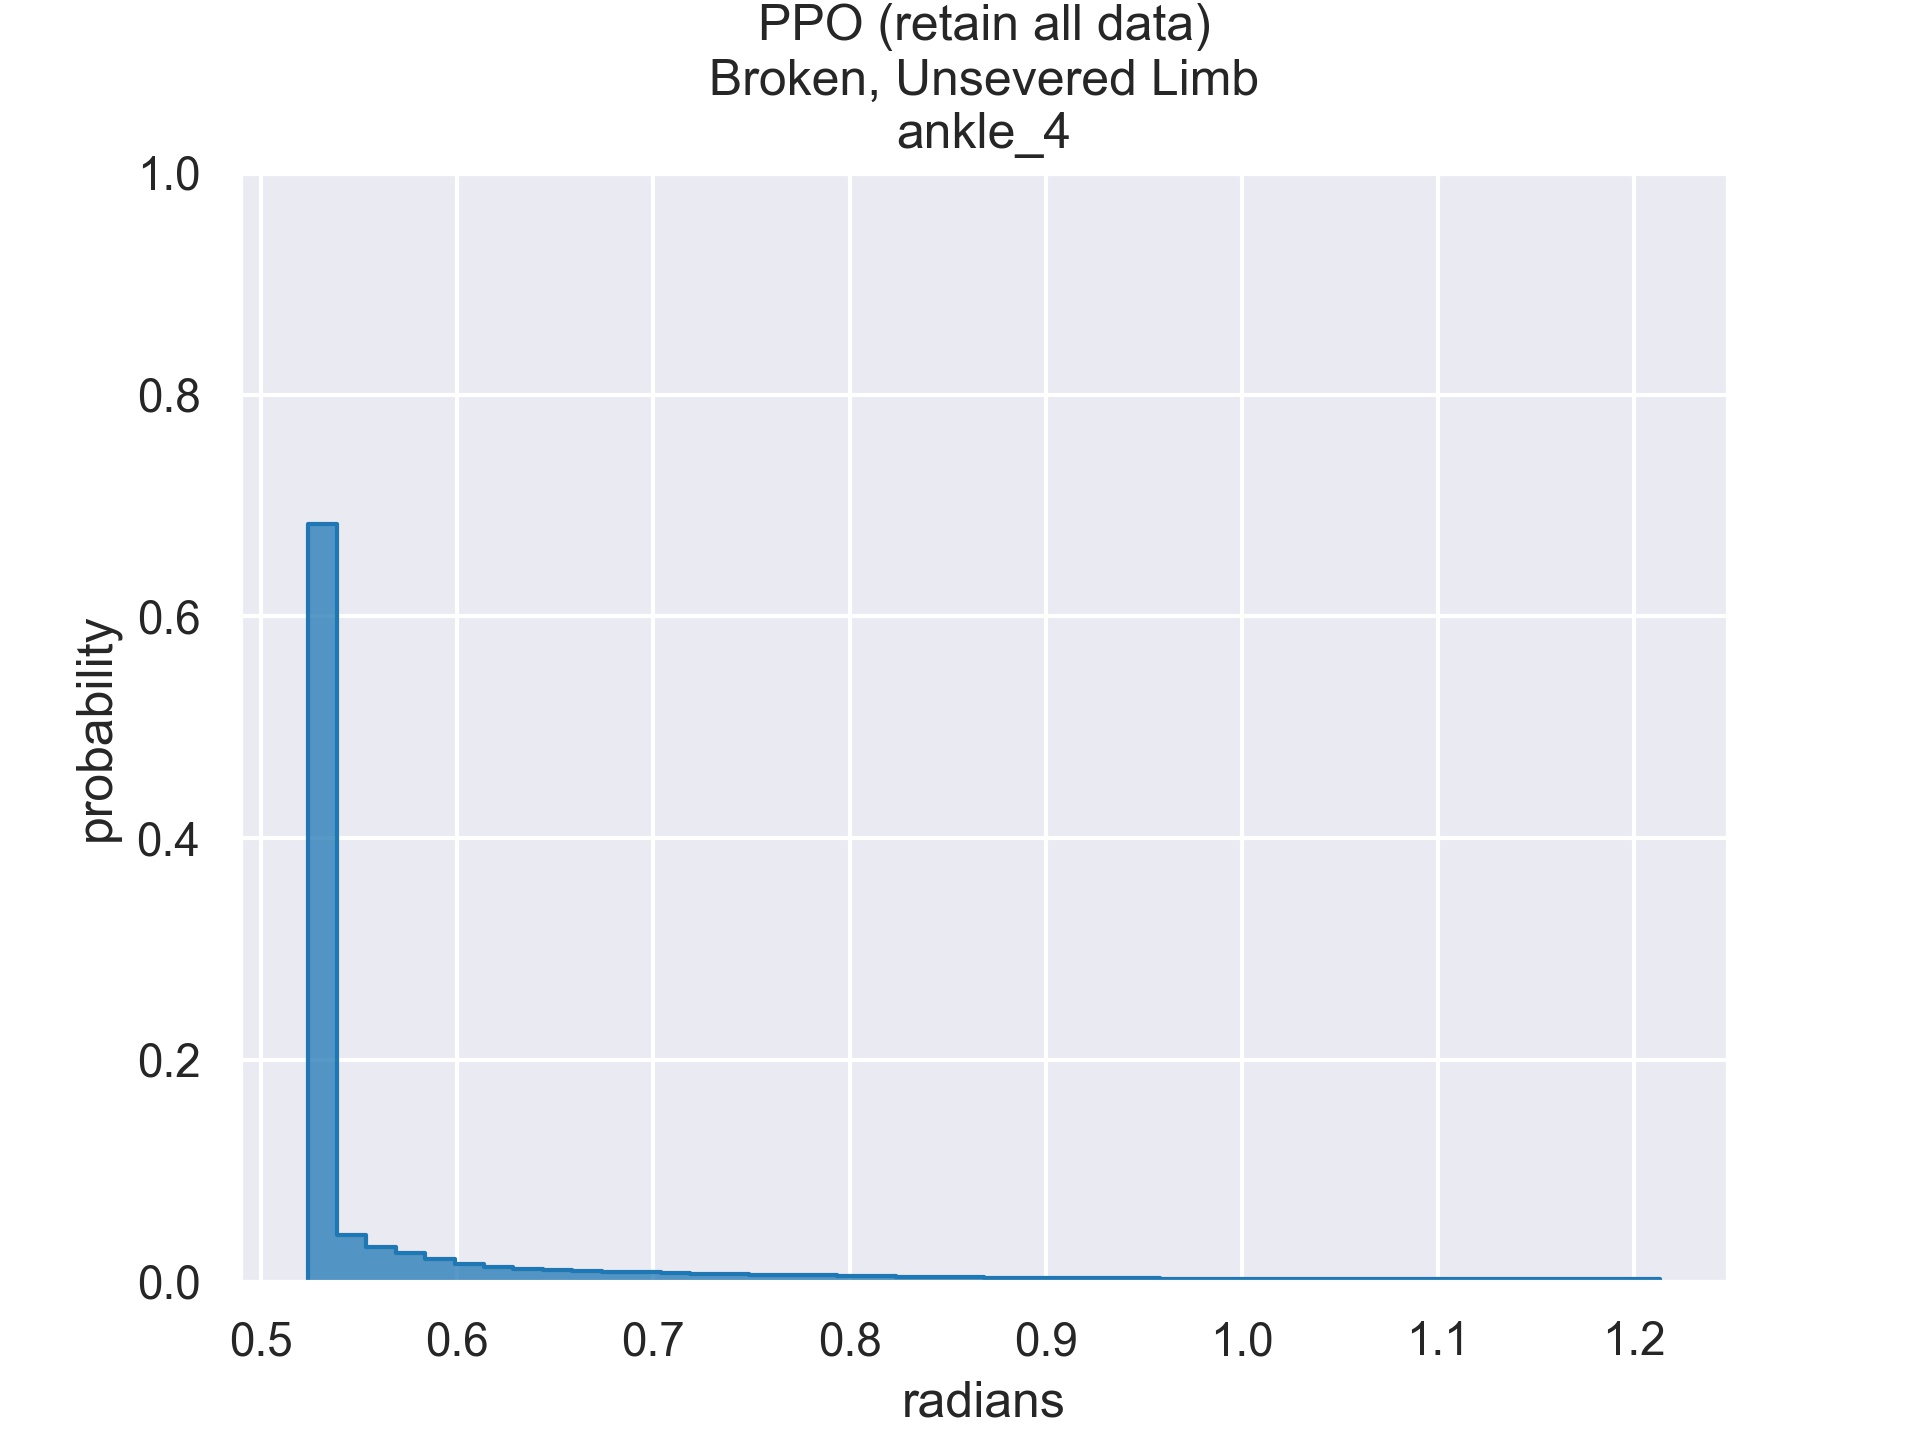 PPO (retain all data)
Broken, Unsevered Limb
ankle_4
1.0
0.8
0.6
0.4
0.2
0.0
probability
0.5 0.6 0.7 0.8 0.9 1.0 1.1 1.2
radians